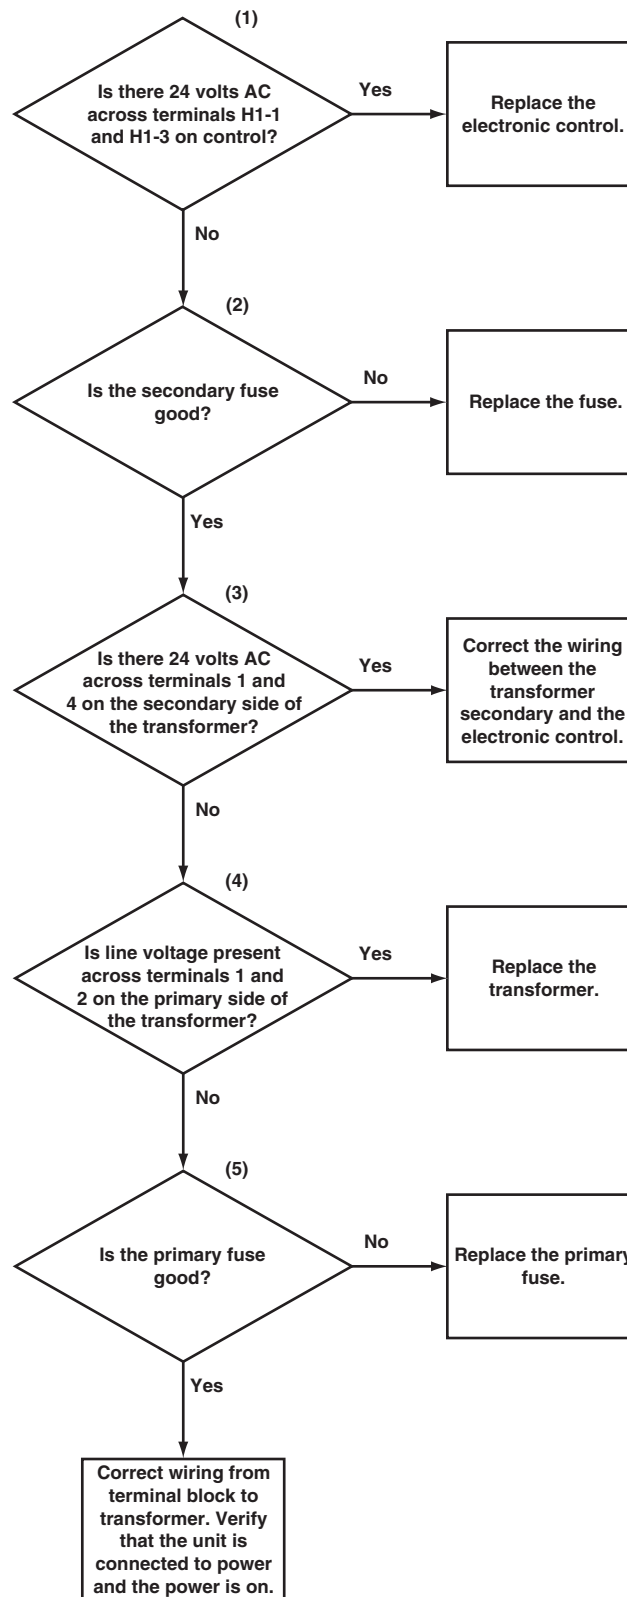 (1)
Is there 24 volts AC
across terminals H1-1
and H1-3 on control?
Yes
Replace the
electronic control.
No
(2)
Is the secondary fuse
good?
No
Replace the fuse.
Yes
(3)
Is there 24 volts AC
across terminals 1 and
4 on the secondary side of
the transformer?
Yes
Correct the wiring
between the
transformer
secondary and the
electronic control.
No
(4)
Is line voltage present
across terminals 1 and
2 on the primary side of
the transformer?
Yes
Replace the
transformer.
No
(5)
Is the primary fuse
good?
No
Replace the primary
fuse.
Yes
Correct wiring from
terminal block to
transformer. Verify
that the unit is
connected to power
and the power is on.